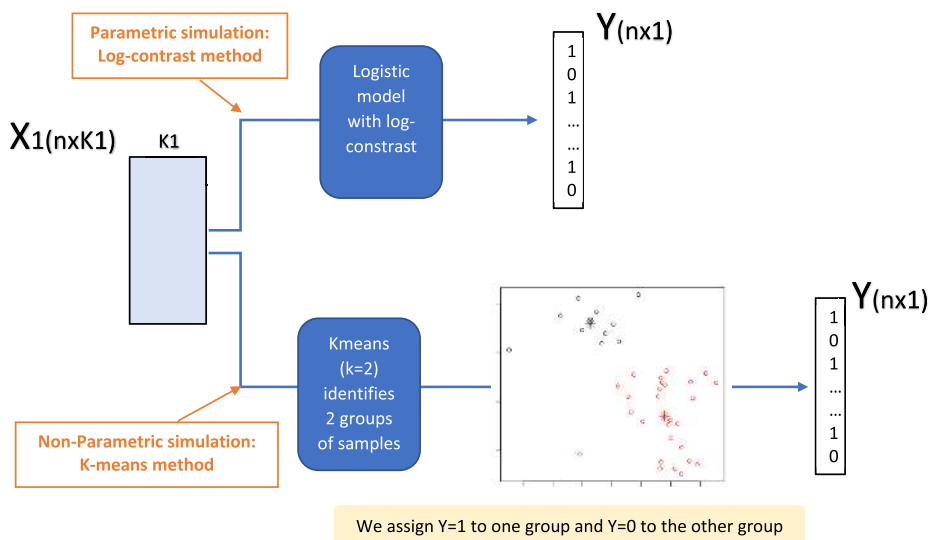 Parametric simulation:
Log-contrast method
X1(nxK1)
K1
Logistic
model
with log-
constrast
Y(nx1)
1
0
1
...
...
1
0
Non-Parametric simulation:
K-means method
Kmeans
(k=2)
identifies
2 groups
of samples
Y(nx1)
1
0
1
...
...
1
0
We assign Y=1 to one group and Y=0 to the other group